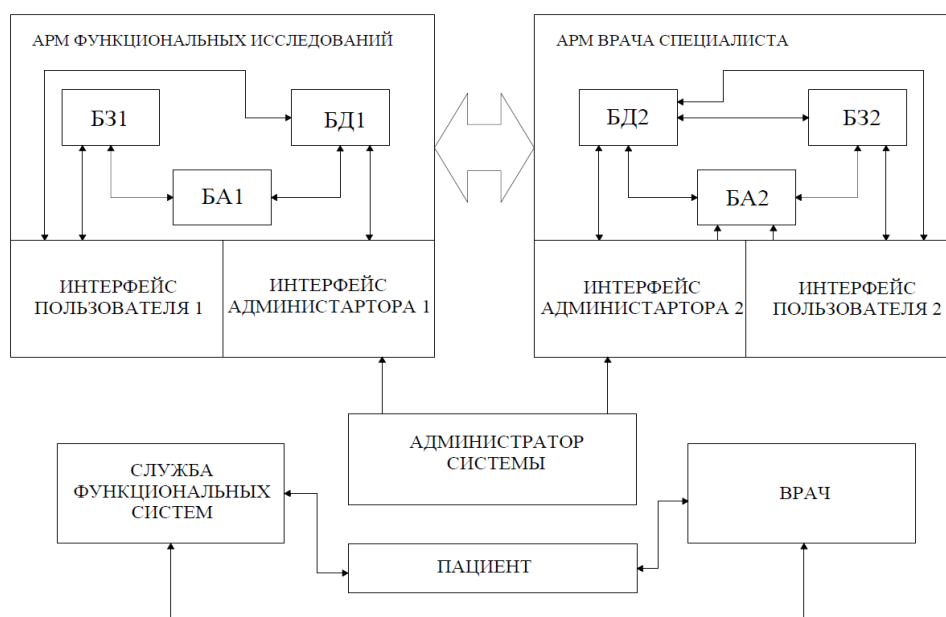 АРМ ФУНКЦИОНАЛЬНЫХ ИССЛЕДОВАНИЙ
БЗ1
БД1
БА1
ИНТЕРФЕЙС
ПОЛЬЗОВАТЕЛЯ 1
ИНТЕРФЕЙС
АДМИНИСТАРТОРА 1
АРМ ВРАЧА СПЕЦИАЛИСТА
БД2
БЗ2
БА2
ИНТЕРФЕЙС
АДМИНИСТАРТОРА 2
ИНТЕРФЕЙС
ПОЛЬЗОВАТЕЛЯ 2
АДМИНИСТРАТОР
СИСТЕМЫ
СЛУЖБА
ФУНКЦИОНАЛЬНЫХ
СИСТЕМ
ПАЦИЕНТ
ВРАЧ